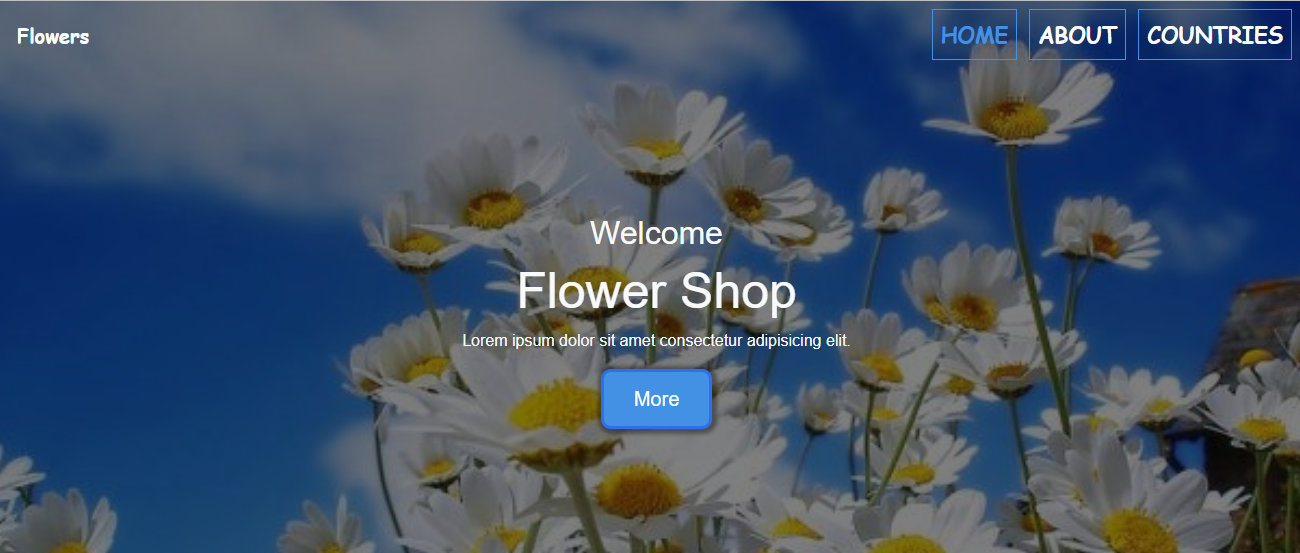 Flowers
HOME ABOUT COUNTRIES
Welcome
Flower Shop
Lorem ipsum dolor sit amet consectetur adipisicing elit.
More